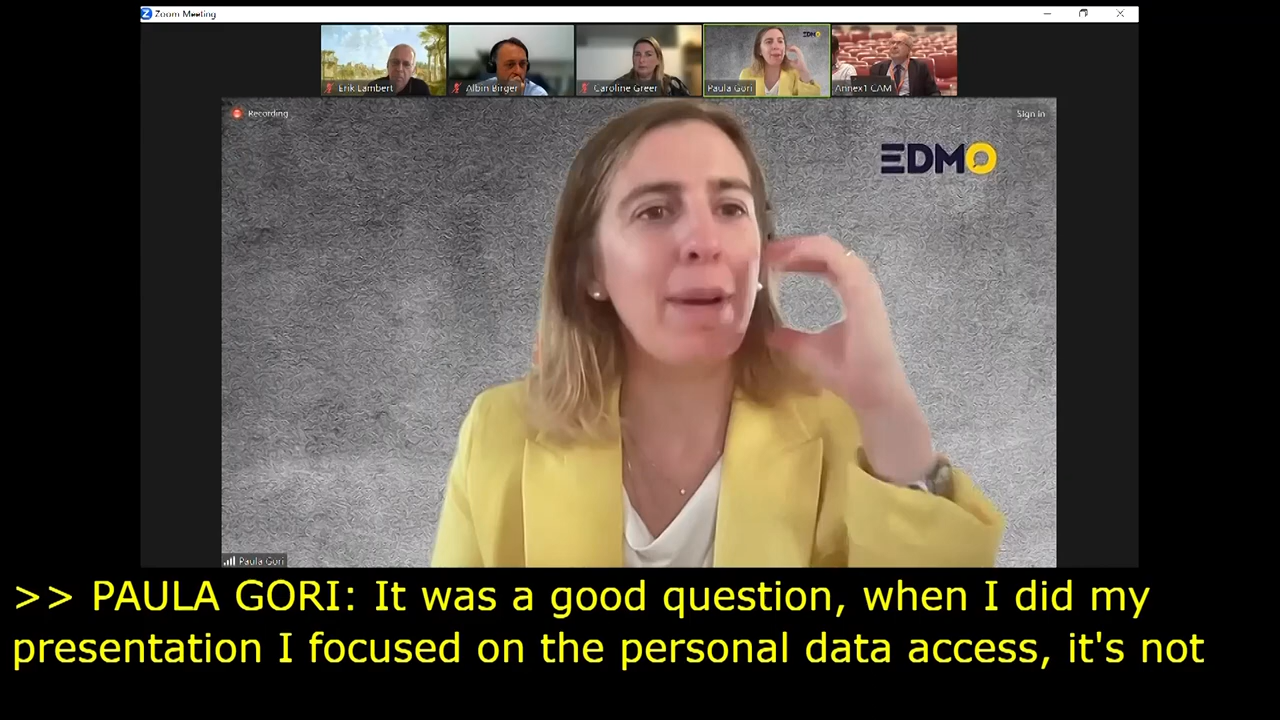 Zoom Meeting
Erik Lambert
Albin Birger
Caroline Greer
Paula Gori
Annex1 CAM
Recording
Sign in
EDMO
Paula Gori
>> PAULA GORI: It was a good question, when I did my
presentation I focused on the personal data access, it's not